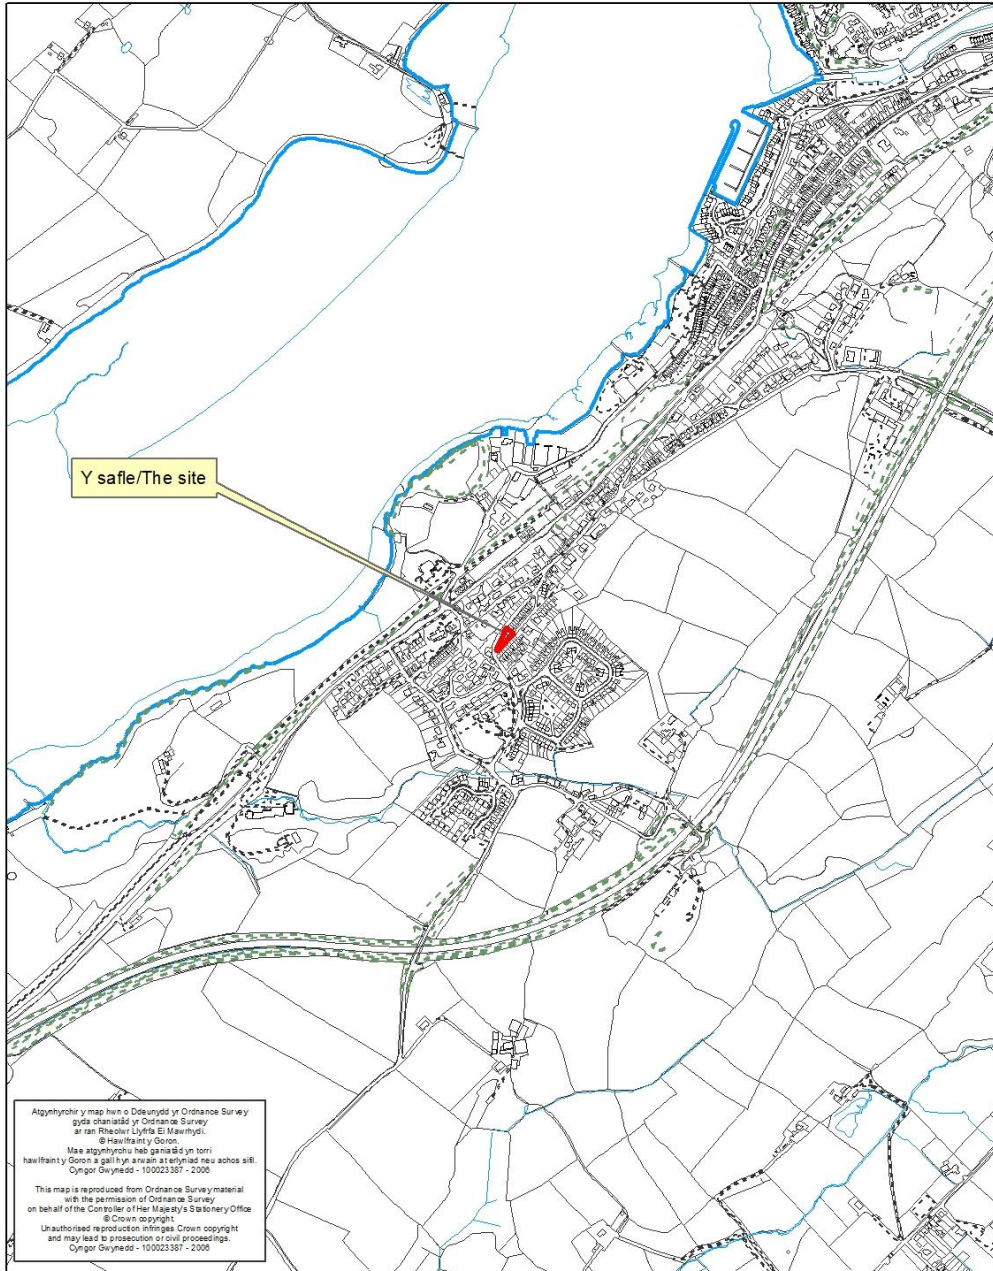 Y safle/The site
Atgynhyrchir y map hwn o Ddeunydd yr Ordnance Survey
gyda chaniatâd yr Ordnance Survey
ar ran Rheolwr Llyfrfa Ei Mawrhydi.
© Hawlfraint y Goron.
Mae atgynhyrchu heb ganiatâd yn torri
hawlfraint y Goron a gall hyn arwain at erlyniad neu achos sifil.
Cyngor Gwynedd - 100023387 - 2006
This map is reproduced from Ordnance Survey material
with the permission of Ordnance Survey
on behalf of the Controller of Her Majesty's Stationery Office
© Crown copyright.
Unauthorised reproduction infringes Crown copyright
and may lead to prosecution or civil proceedings.
Cyngor Gwynedd - 100023387 - 2006